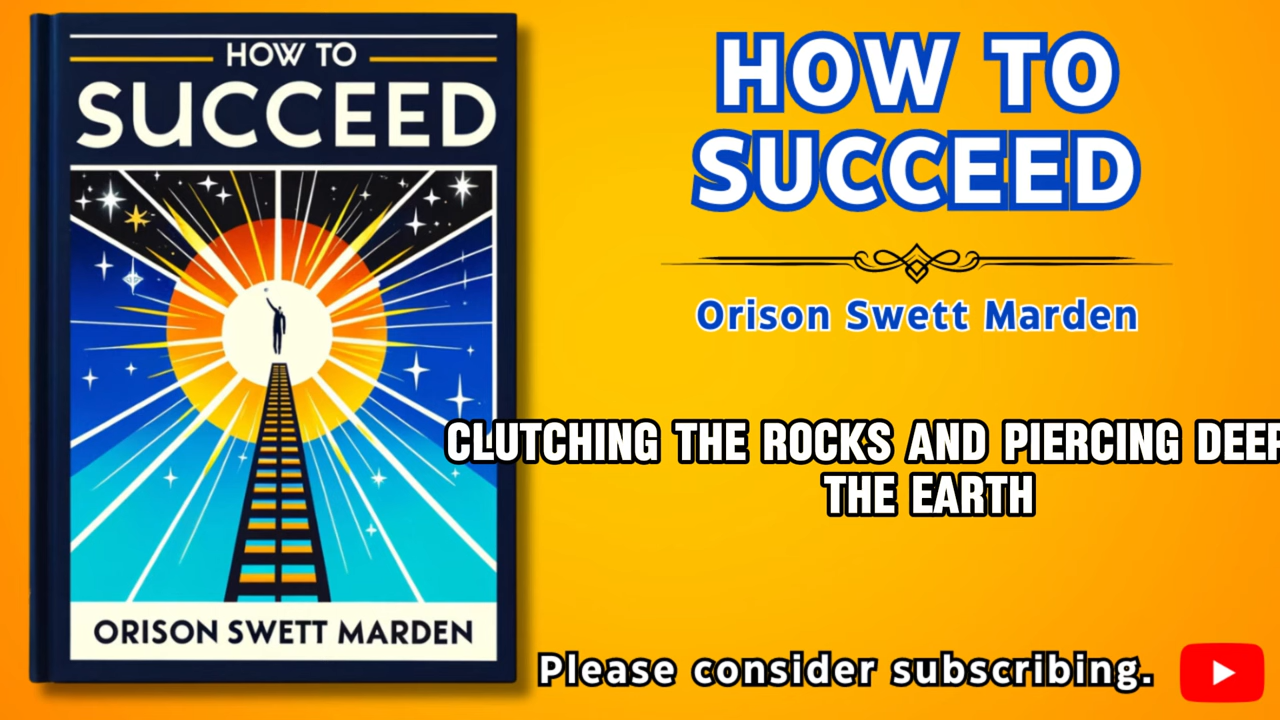 HOW TO
SUCCEED
ORISON SWETT MARDEN
HOW TO
SUCCEED
Orison Swett Marden
CLUTCHING THE ROCKS AND PIERCING DEEP
THE EARTH
Please consider subscribing.